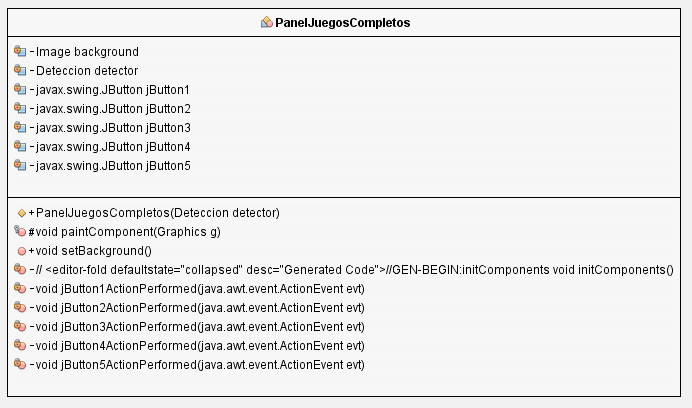 PanelJuegosCompletos
-Image background
-Deteccion detector
-javax.swing.JButton jButton1
-javax.swing.JButton jButton2
-javax.swing.JButton jButton3
-javax.swing.JButton jButton4
-javax.swing.JButton jButton5
+PanelJuegosCompletos(Deteccion detector)
#void paintComponent(Graphics g)
+void setBackground()
-// <editor-fold defaultstate="collapsed" desc="Generated Code">//GEN-BEGIN:initComponents void initComponents()
-void jButton1ActionPerformed(java.awt.event.ActionEvent evt)
-void jButton2ActionPerformed(java.awt.event.ActionEvent evt)
-void jButton3ActionPerformed(java.awt.event.ActionEvent evt)
-void jButton4ActionPerformed(java.awt.event.ActionEvent evt)
-void jButton5ActionPerformed(java.awt.event.ActionEvent evt)